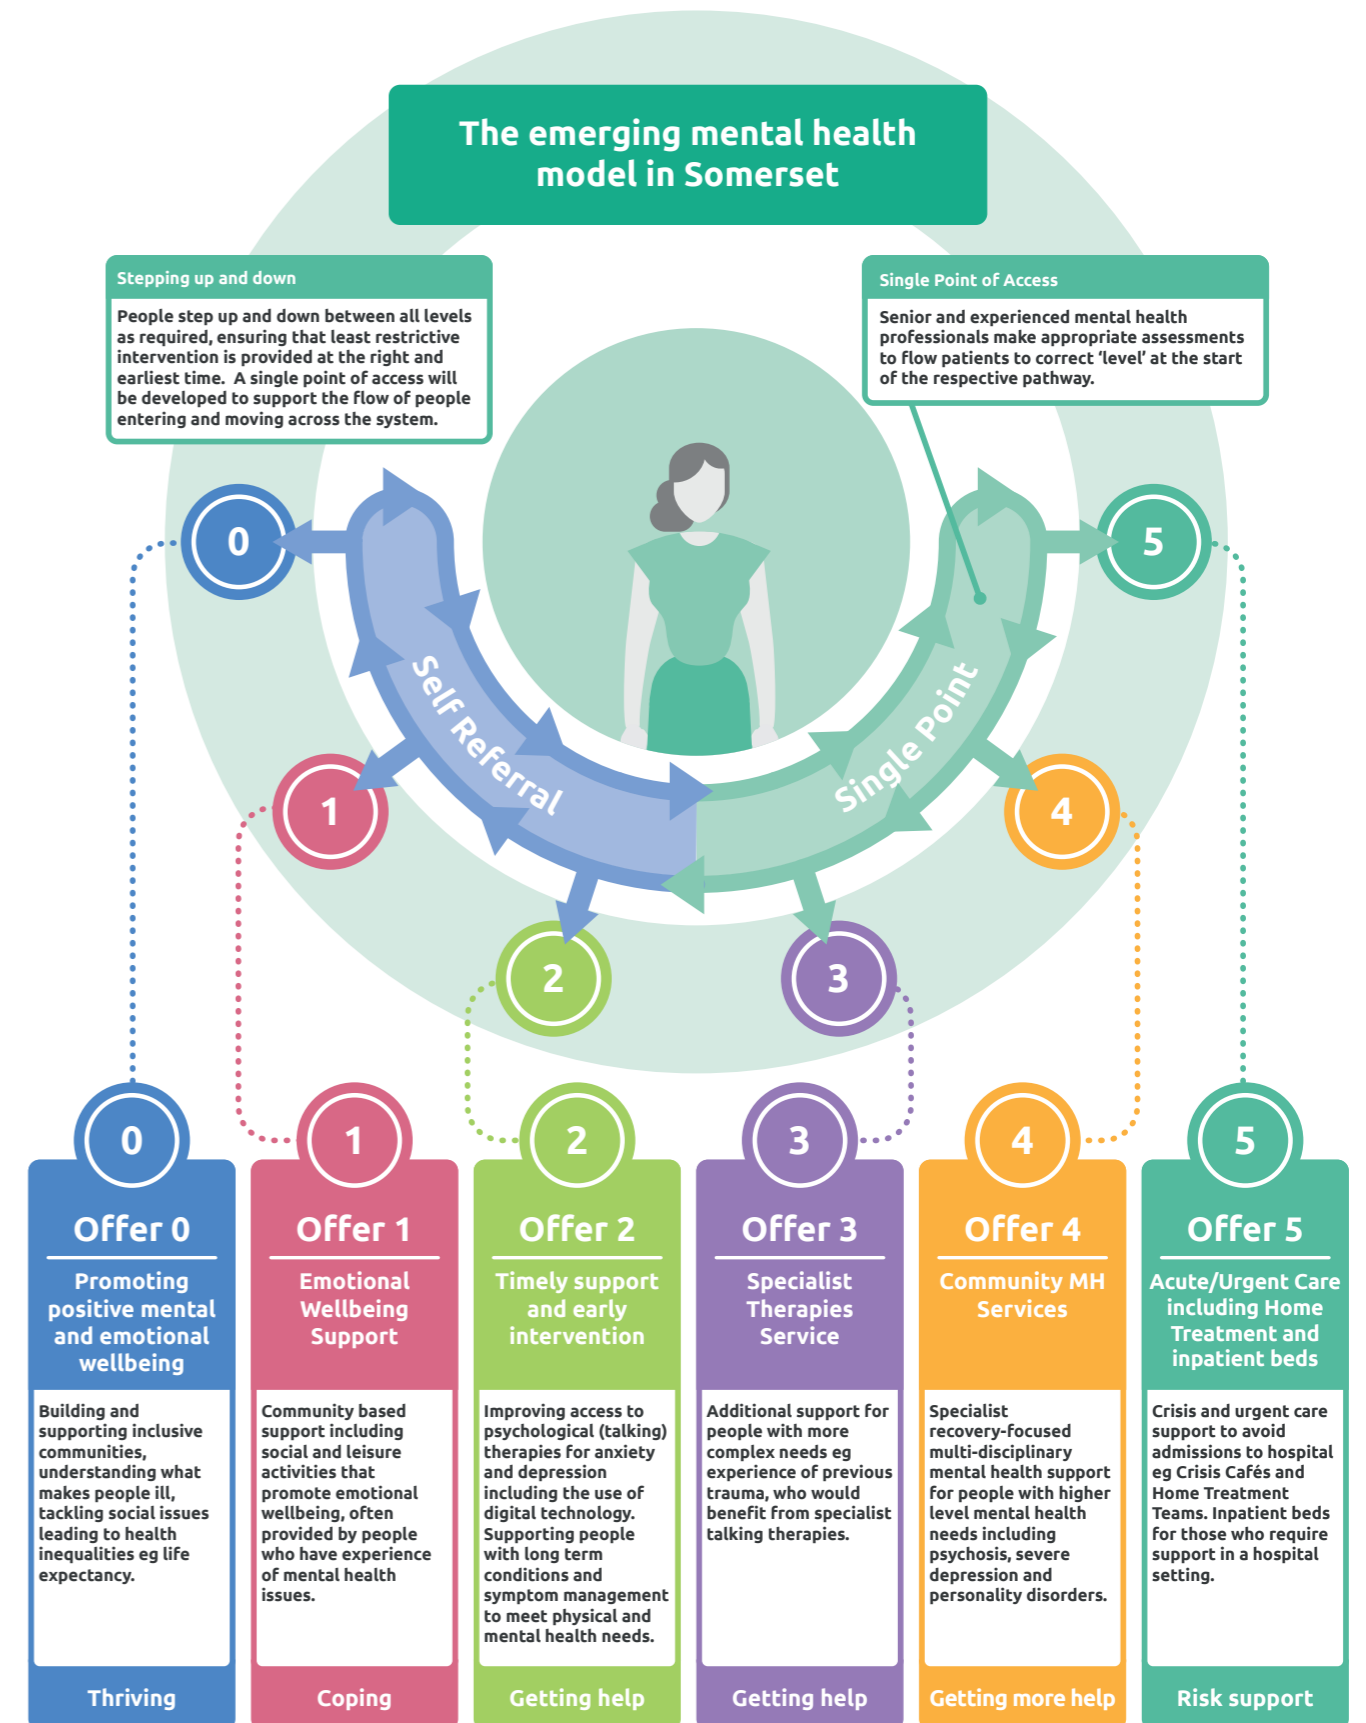 The emerging mental health
model in Somerset
Stepping up and down
People step up and down between all levels
as required, ensuring that least restrictive
intervention is provided at the right and
earliest time.  A single point of access will
be developed to support the flow of people
entering and moving across the system.
Single Point of Access
Senior and experienced mental health
professionals make appropriate assessments
to flow patients to correct ‘level’ at the start
of the respective pathway.
0
5
Self Referral
Single Point
1
4
2
3
0
Offer 0
Promoting
positive mental
and emotional
wellbeing
Building and
supporting inclusive
communities,
understanding what
makes people ill,
tackling social issues
leading to health
inequalities eg life
expectancy.
Thriving
1
Offer 1
Emotional
Wellbeing
Support
Community based
support including
social and leisure
activities that
promote emotional
wellbeing, often
provided by people
who have experience
of mental health
issues.
Coping
2
Offer 2
Timely support
and early
intervention
Improving access to
psychological (talking)
therapies for anxiety
and depression
including the use of
digital technology.
Supporting people
with long term
conditions and
symptom management
to meet physical and
mental health needs.
Getting help
3
Offer 3
Specialist
Therapies
Service
Additional support for
people with more
complex needs eg
experience of previous
trauma, who would
benefit from specialist
talking therapies.
Getting help
4
Offer 4
Community MH
Services
Specialist
recovery-focused
multi-disciplinary
mental health support
for people with higher
level mental health
needs including
psychosis, severe
depression and
personality disorders.
Getting more help
5
Offer 5
Acute/Urgent Care
including Home
Treatment and
inpatient beds
Crisis and urgent care
support to avoid
admissions to hospital
eg Crisis Cafés and
Home Treatment
Teams. Inpatient beds
for those who require
support in a hospital
setting.
Risk support